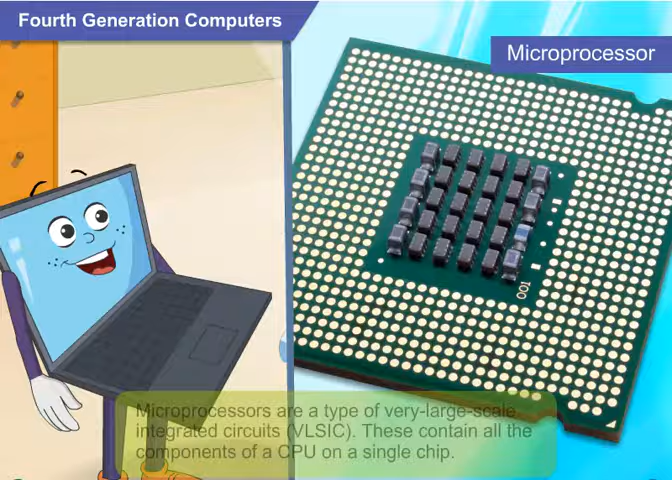 Fourth Generation Computers
Microprocessor
001
Microprocessors are a type of very-large-scale
integrated circuits (VLSIC). These contain all the
components of a CPU on a single chip.